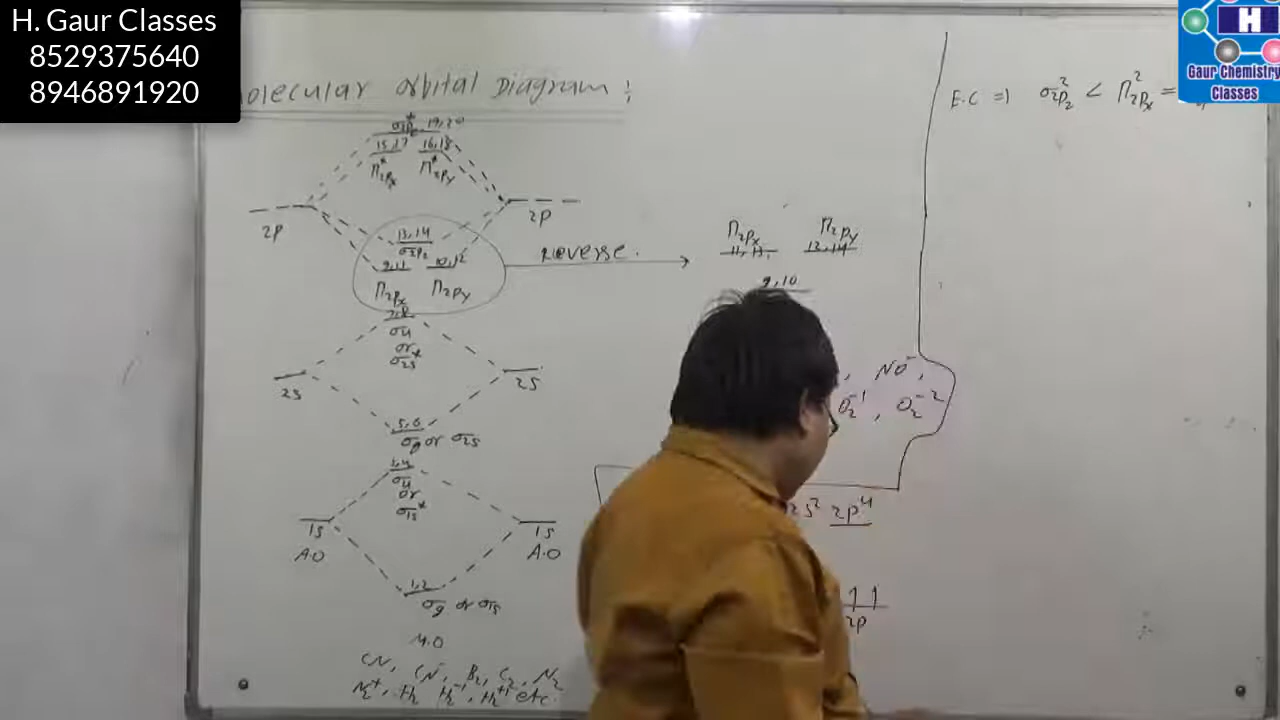 H. Gaur Classes
8529375640
8946891920
H
Gaur Chemistry
Classes
olecular orbital Diagram :
E.C ⇒ σ2pz² < Π2px² =
σ2pz* 19,20
15,17 16,18
Π*2px Π*2py
2p 2p
13,14
σ2pz
9,11 10,12
Π2px Π2py
reverse.
Π2px Π2py
11,13 12,14
9,10
7,8
σu
or
σ2s*
2s 2s
5,6
σg or σ2s
3,4
σu
or
σ1s*
1s 1s
A.O A.O
1,2
σg or σ1s
M.O
CN, CN⁻, B2, C2, N2
N2⁺, H2, H2⁻¹, H2⁺¹ etc.
, NO⁻,
O2⁻¹, O2⁻²
2s² 2p⁴
1 1
2p